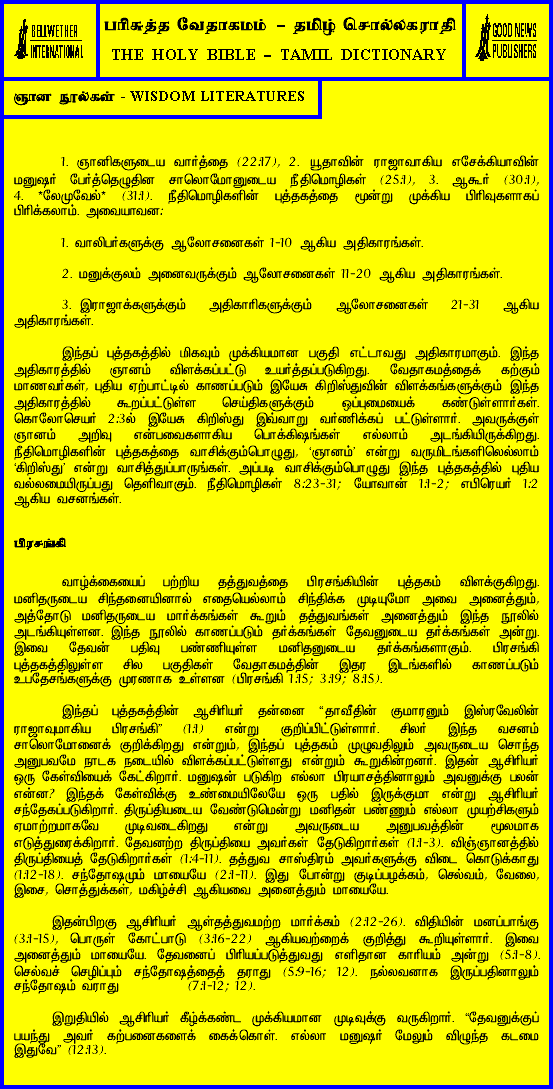 BELLWETHER
INTERNATIONAL
பரிசுத்த வேதாகமம் – தமிழ் சொல்லகராதி
THE HOLY BIBLE – TAMIL DICTIONARY
GOOD NEWS
PUBLISHERS
ஞான நூல்கள் - WISDOM LITERATURES
1. ஞானிகளுடைய வார்த்தை (22:17), 2. யூதாவின் ராஜாவாகிய எசேக்கியாவின்
மனுஷர் பேர்த்தெழுதின சாலொமோனுடைய நீதிமொழிகள் (25:1), 3. ஆகூர் (30:1),
4. *லேமுவேல்* (31:1). நீதிமொழிகளின் புத்தகத்தை மூன்று முக்கிய பிரிவுகளாகப்
பிரிக்கலாம். அவையாவன:
1. வாலிபர்களுக்கு ஆலோசனைகள் 1-10 ஆகிய அதிகாரங்கள்.
2. மனுக்குலம் அனைவருக்கும் ஆலோசனைகள் 11-20 ஆகிய அதிகாரங்கள்.
3. இராஜாக்களுக்கும் அதிகாரிகளுக்கும் ஆலோசனைகள் 21-31 ஆகிய
அதிகாரங்கள்.
இந்தப் புத்தகத்தில் மிகவும் முக்கியமான பகுதி எட்டாவது அதிகாரமாகும். இந்த
அதிகாரத்தில் ஞானம் விளக்கப்பட்டு உயர்த்தப்படுகிறது. வேதாகமத்தைக் கற்கும்
மாணவர்கள், புதிய ஏற்பாட்டில் காணப்படும் இயேசு கிறிஸ்துவின் விளக்கங்களுக்கும் இந்த
அதிகாரத்தில் கூறப்பட்டுள்ள செய்திகளுக்கும் ஒப்புமையைக் கண்டுள்ளார்கள்.
கொலோசெயர் 2:3ல் இயேசு கிறிஸ்து இவ்வாறு வர்ணிக்கப் பட்டுள்ளார். அவருக்குள்
ஞானம் அறிவு என்பவைகளாகிய பொக்கிஷங்கள் எல்லாம் அடங்கியிருக்கிறது.
நீதிமொழிகளின் புத்தகத்தை வாசிக்கும்பொழுது, ‘ஞானம்’ என்று வருமிடங்களிலெல்லாம்
‘கிறிஸ்து’ என்று வாசித்துப்பாருங்கள். அப்படி வாசிக்கும்பொழுது இந்த புத்தகத்தில் புதிய
வல்லமையிருப்பது தெளிவாகும். நீதிமொழிகள் 8:23-31; யோவான் 1:1-2; எபிரெயர் 1:2
ஆகிய வசனங்கள்.
பிரசங்கி
வாழ்க்கையைப் பற்றிய தத்துவத்தை பிரசங்கியின் புத்தகம் விளக்குகிறது.
மனிதருடைய சிந்தனையினால் எதையெல்லாம் சிந்திக்க முடியுமோ அவை அனைத்தும்,
அத்தோடு மனிதருடைய மார்க்கங்கள் கூறும் தத்துவங்கள் அனைத்தும் இந்த நூலில்
அடங்கியுள்ளன. இந்த நூலில் காணப்படும் தர்க்கங்கள் தேவனுடைய தர்க்கங்கள் அன்று.
இவை தேவன் பதிவு பண்ணியுள்ள மனிதனுடைய தர்க்கங்களாகும். பிரசங்கி
புத்தகத்திலுள்ள சில பகுதிகள் வேதாகமத்தின் இதர இடங்களில் காணப்படும்
உபதேசங்களுக்கு முரணாக உள்ளன (பிரசங்கி 1:15; 3:19; 8:15).
இந்தப் புத்தகத்தின் ஆசிரியர் தன்னை “தாவீதின் குமாரனும் இஸ்ரவேலின்
ராஜாவுமாகிய பிரசங்கி” (1:1) என்று குறிப்பிட்டுள்ளார். சிலர் இந்த வசனம்
சாலொமோனைக் குறிக்கிறது என்றும், இந்தப் புத்தகம் முழுவதிலும் அவருடைய சொந்த
அனுபவமே நாடக நடையில் விளக்கப்பட்டுள்ளது என்றும் கூறுகின்றனர். இதன் ஆசிரியர்
ஒரு கேள்வியைக் கேட்கிறார். மனுஷன் படுகிற எல்லா பிரயாசத்தினாலும் அவனுக்கு பலன்
என்ன? இந்தக் கேள்விக்கு உண்மையிலேயே ஒரு பதில் இருக்குமா என்று ஆசிரியர்
சந்தேகப்படுகிறார். திருப்தியடைய வேண்டுமென்று மனிதன் பண்ணும் எல்லா முயற்சிகளும்
ஏமாற்றமாகவே முடிவடைகிறது என்று அவருடைய அனுபவத்தின் மூலமாக
எடுத்துரைக்கிறார். தேவனற்ற திருப்தியை அவர்கள் தேடுகிறார்கள் (1:1-3). விஞ்ஞானத்தில்
திருப்தியைத் தேடுகிறார்கள் (1:4-11). தத்துவ சாஸ்திரம் அவர்களுக்கு விடை கொடுக்காது
(1:12-18). சந்தோஷமும் மாயையே (2:1-11). இது போன்று குடிப்பழக்கம், செல்வம், வேலை,
இசை, சொத்துக்கள், மகிழ்ச்சி ஆகியவை அனைத்தும் மாயையே.
இதன்பிறகு ஆசிரியர் ஆள்தத்துவமற்ற மார்க்கம் (2:12-26). விதியின் மனப்பாங்கு
(3:1-15), பொருள் கோட்பாடு (3:16-22) ஆகியவற்றைக் குறித்து கூறியுள்ளார். இவை
அனைத்தும் மாயையே. தேவனைப் பிரியப்படுத்துவது எளிதான காரியம் அன்று (5:1-8).
செல்வச் செழிப்பும் சந்தோஷத்தைத் தராது (5:9-16; 12). நல்லவனாக இருப்பதினாலும்
சந்தோஷம் வராது (7:1-12; 12).
இறுதியில் ஆசிரியர் கீழ்க்கண்ட முக்கியமான முடிவுக்கு வருகிறார். “தேவனுக்குப்
பயந்து அவர் கற்பனைகளைக் கைக்கொள். எல்லா மனுஷர் மேலும் விழுந்த கடமை
இதுவே” (12:13).